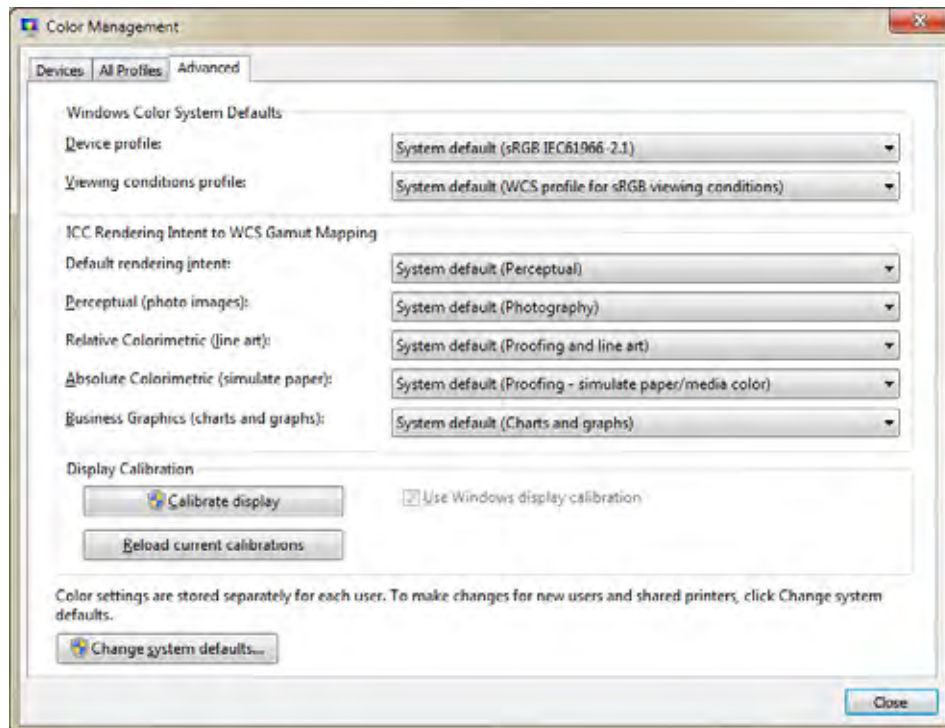 Color Management
Devices All Profiles Advanced
Windows Color System Defaults
Device profile: System default (sRGB IEC61966-2.1)
Viewing conditions profile: System default (WCS profile for sRGB viewing conditions)
ICC Rendering Intent to WCS Gamut Mapping
Default rendering intent: System default (Perceptual)
Perceptual (photo images): System default (Photography)
Relative Colorimetric (line art): System default (Proofing and line art)
Absolute Colorimetric (simulate paper): System default (Proofing - simulate paper/media color)
Business Graphics (charts and graphs): System default (Charts and graphs)
Display Calibration
Calibrate display Use Windows display calibration
Reload current calibrations
Color settings are stored separately for each user. To make changes for new users and shared printers, click Change system
defaults.
Change system defaults...
Close